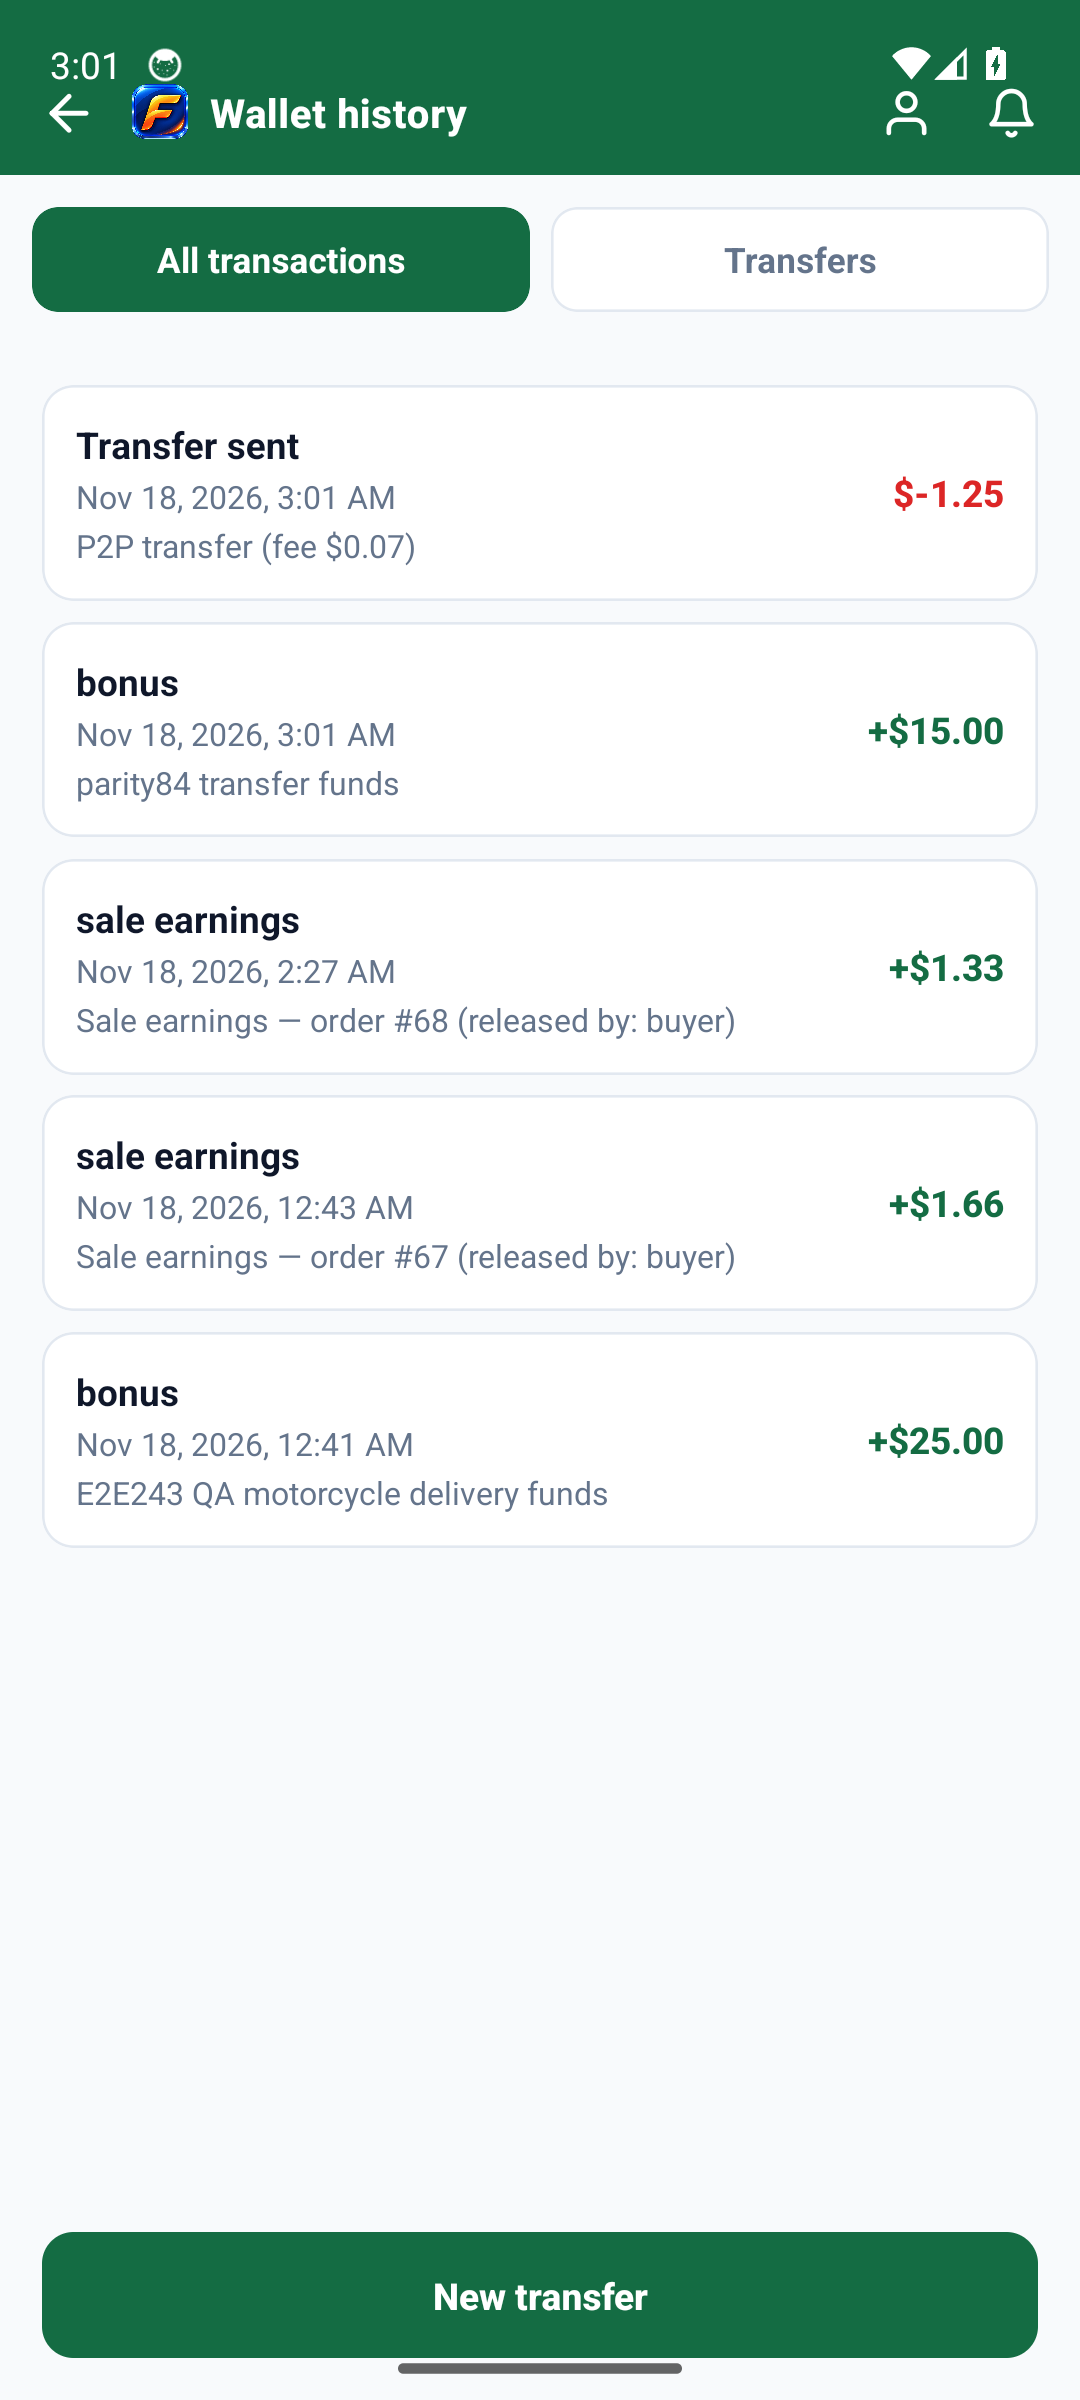 3:01
Wallet history
All transactions
Transfers
Transfer sent
Nov 18, 2026, 3:01 AM
P2P transfer (fee $0.07)
$-1.25
bonus
Nov 18, 2026, 3:01 AM
parity84 transfer funds
+$15.00
sale earnings
Nov 18, 2026, 2:27 AM
Sale earnings — order #68 (released by: buyer)
+$1.33
sale earnings
Nov 18, 2026, 12:43 AM
Sale earnings — order #67 (released by: buyer)
+$1.66
bonus
Nov 18, 2026, 12:41 AM
E2E243 QA motorcycle delivery funds
+$25.00
New transfer